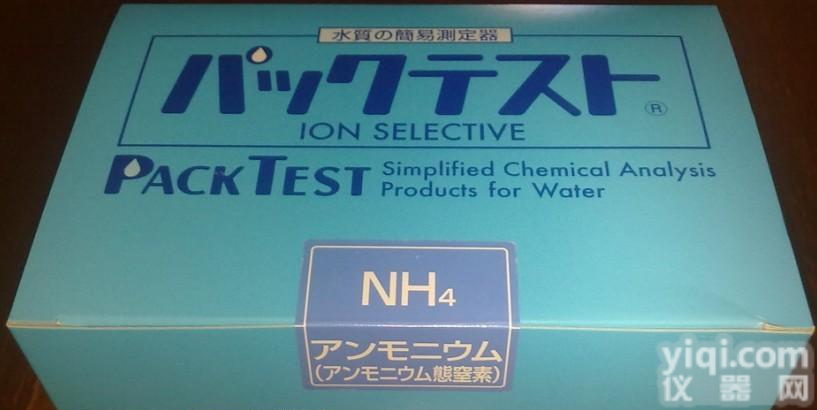 水質の簡易測定器
パックテスト®
ION SELECTIVE
PACK TEST
Simplified Chemical Analysis
Products for Water
NH₄
アンモニウム
(アンモニウム態窒素)
yiqi.com
仪器网